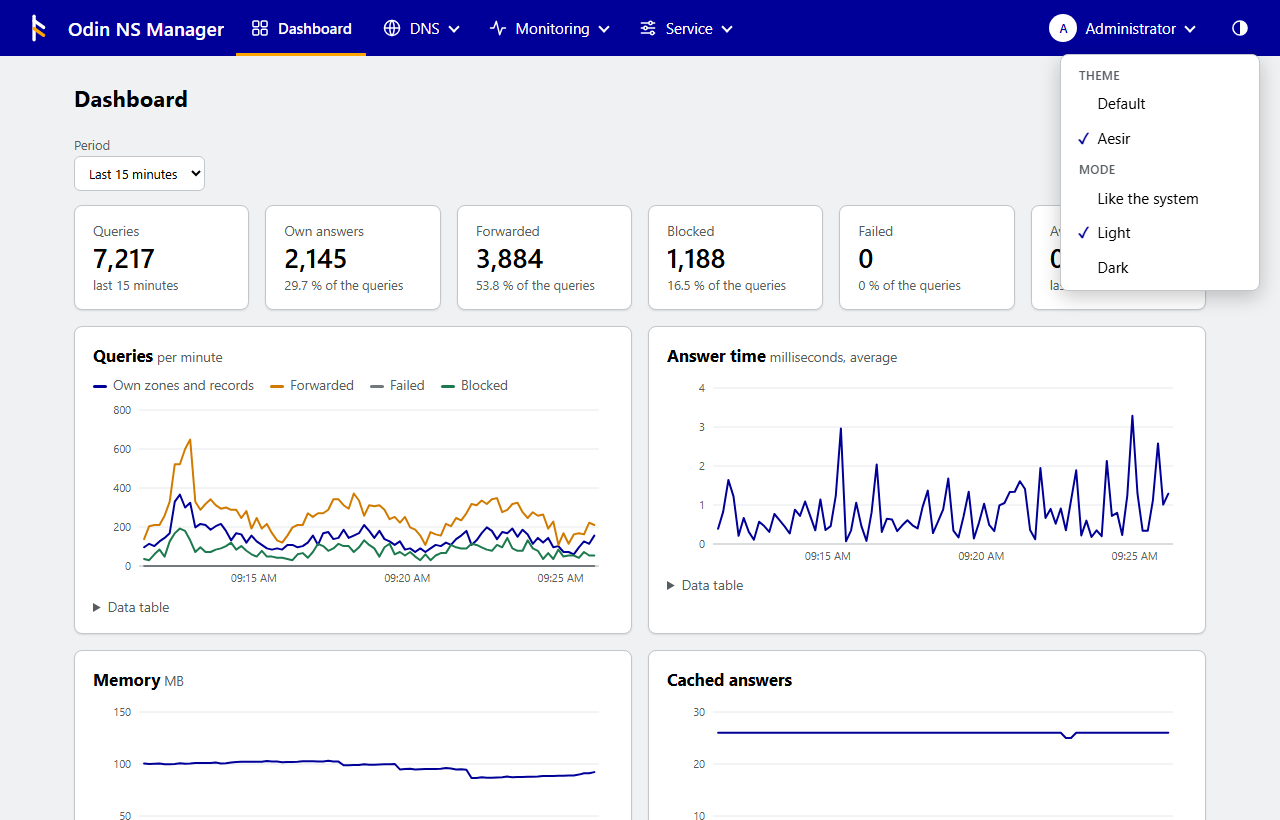 Odin NS Manager Dashboard DNS Monitoring Service A Administrator
THEME
Default
Aesir
MODE
Like the system
Light
Dark
Dashboard
Period
Last 15 minutes
Queries
7,217
last 15 minutes
Own answers
2,145
29.7 % of the queries
Forwarded
3,884
53.8 % of the queries
Blocked
1,188
16.5 % of the queries
Failed
0
0 % of the queries
Queries per minute
Own zones and records Forwarded Failed Blocked
800
600
400
200
0
09:15 AM 09:20 AM 09:25 AM
Data table
Answer time milliseconds, average
4
3
2
1
0
09:15 AM 09:20 AM 09:25 AM
Data table
Memory MB
150
100
50
Cached answers
30
20
10